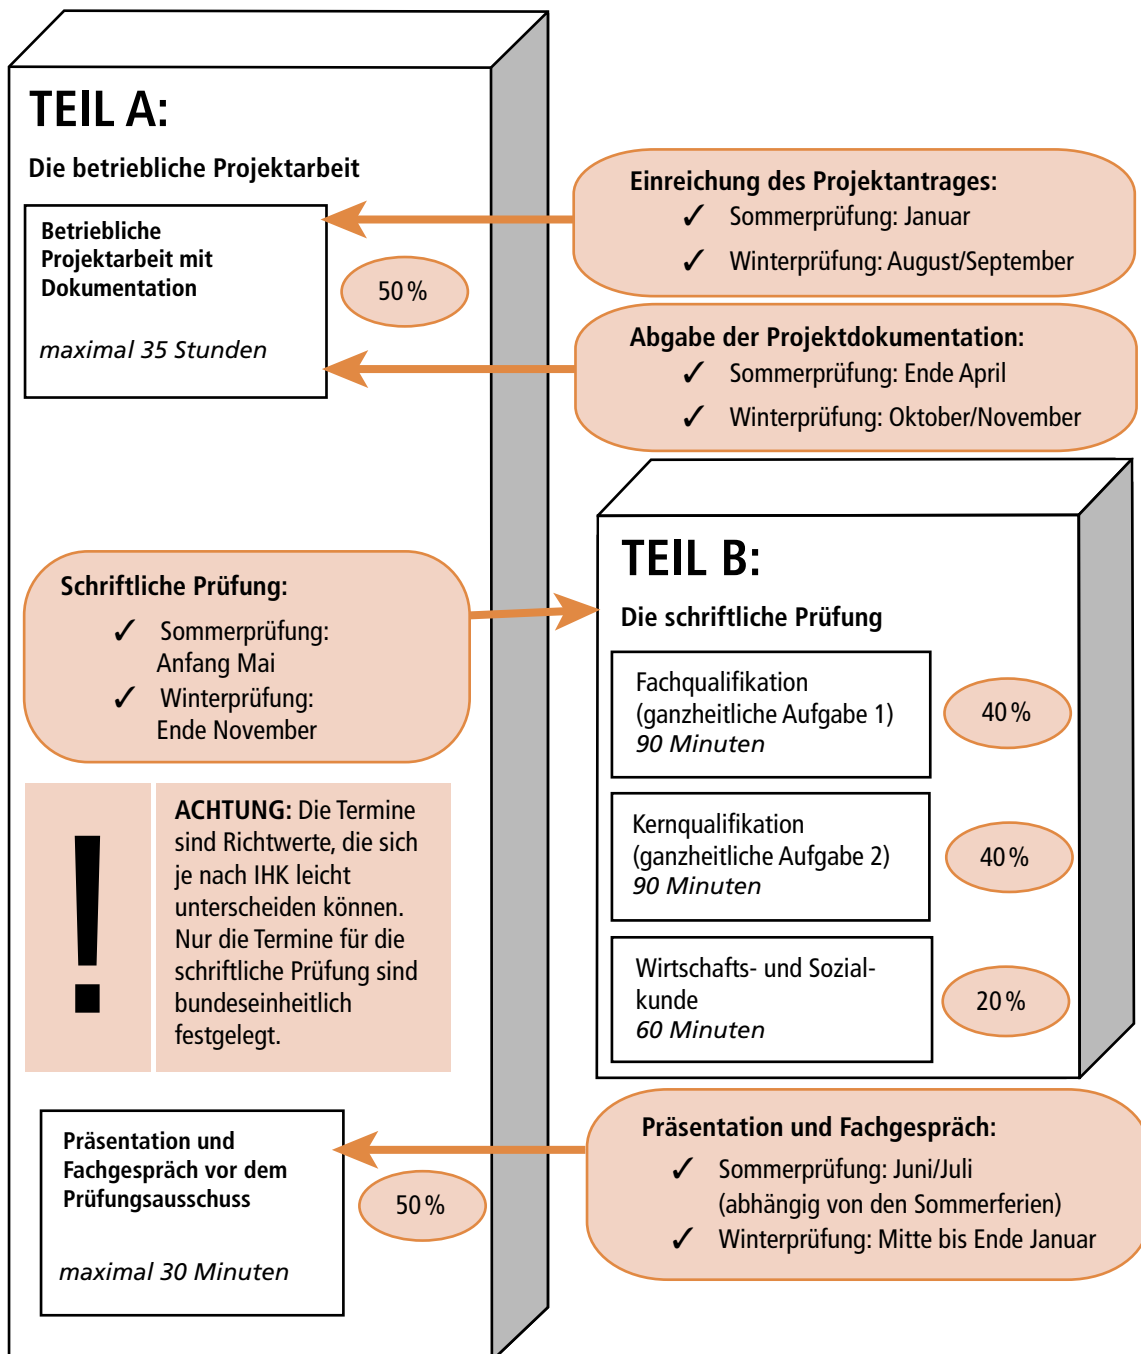 TEIL A:
Die betriebliche Projektarbeit
Betriebliche
Projektarbeit mit
Dokumentation
maximal 35 Stunden
50 %
Einreichung des Projektantrages:
✓ Sommerprüfung: Januar
✓ Winterprüfung: August/September
Abgabe der Projektdokumentation:
✓ Sommerprüfung: Ende April
✓ Winterprüfung: Oktober/November
Schriftliche Prüfung:
✓ Sommerprüfung:
Anfang Mai
✓ Winterprüfung:
Ende November
TEIL B:
Die schriftliche Prüfung
Fachqualifikation
(ganzheitliche Aufgabe 1)
90 Minuten
40 %
Kernqualifikation
(ganzheitliche Aufgabe 2)
90 Minuten
40 %
Wirtschafts- und Sozial-
kunde
60 Minuten
20 %
!
ACHTUNG: Die Termine
sind Richtwerte, die sich
je nach IHK leicht
unterscheiden können.
Nur die Termine für die
schriftliche Prüfung sind
bundeseinheitlich
festgelegt.
Präsentation und
Fachgespräch vor dem
Prüfungsausschuss
maximal 30 Minuten
50 %
Präsentation und Fachgespräch:
✓ Sommerprüfung: Juni/Juli
(abhängig von den Sommerferien)
✓ Winterprüfung: Mitte bis Ende Januar